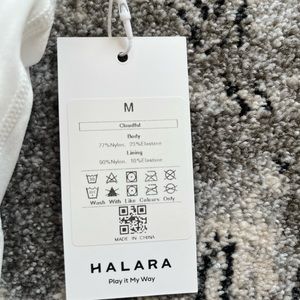 M
Cloudful
Body
77%Nylon, 23%Elastane
Lining
90%Nylon, 10%Elastane
Wash With Like Colours Only
MADE IN CHINA
HALARA
Play it My Way